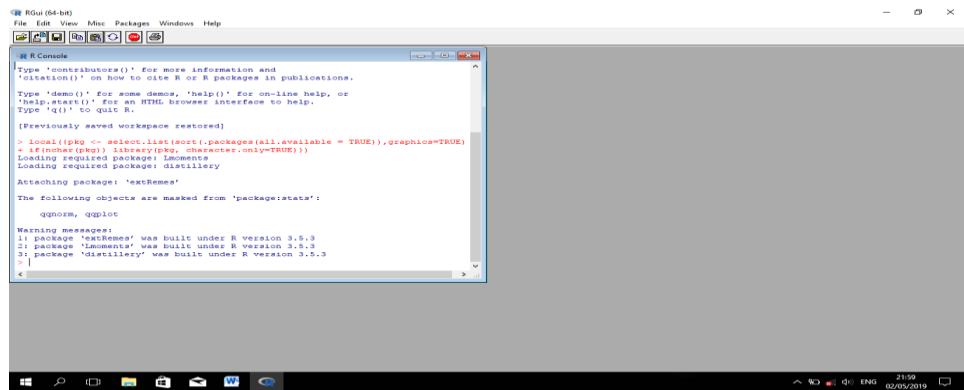 RGui (64-bit)
File Edit View Misc Packages Windows Help
R Console
Type 'contributors()' for more information and
'citation()' on how to cite R or R packages in publications.
Type 'demo()' for some demos, 'help()' for on-line help, or
'help.start()' for an HTML browser interface to help.
Type 'q()' to quit R.
[Previously saved workspace restored]
> local({pkg <- select.list(sort(.packages(all.available = TRUE)),graphics=TRUE)
+ if(nchar(pkg)) library(pkg, character.only=TRUE)})
Loading required package: Lmoments
Loading required package: distillery
Attaching package: 'extRemes'
The following objects are masked from 'package:stats':
qqnorm, qqplot
Warning messages:
1: package 'extRemes' was built under R version 3.5.3
2: package 'Lmoments' was built under R version 3.5.3
3: package 'distillery' was built under R version 3.5.3
>
ENG
21:59
02/05/2019